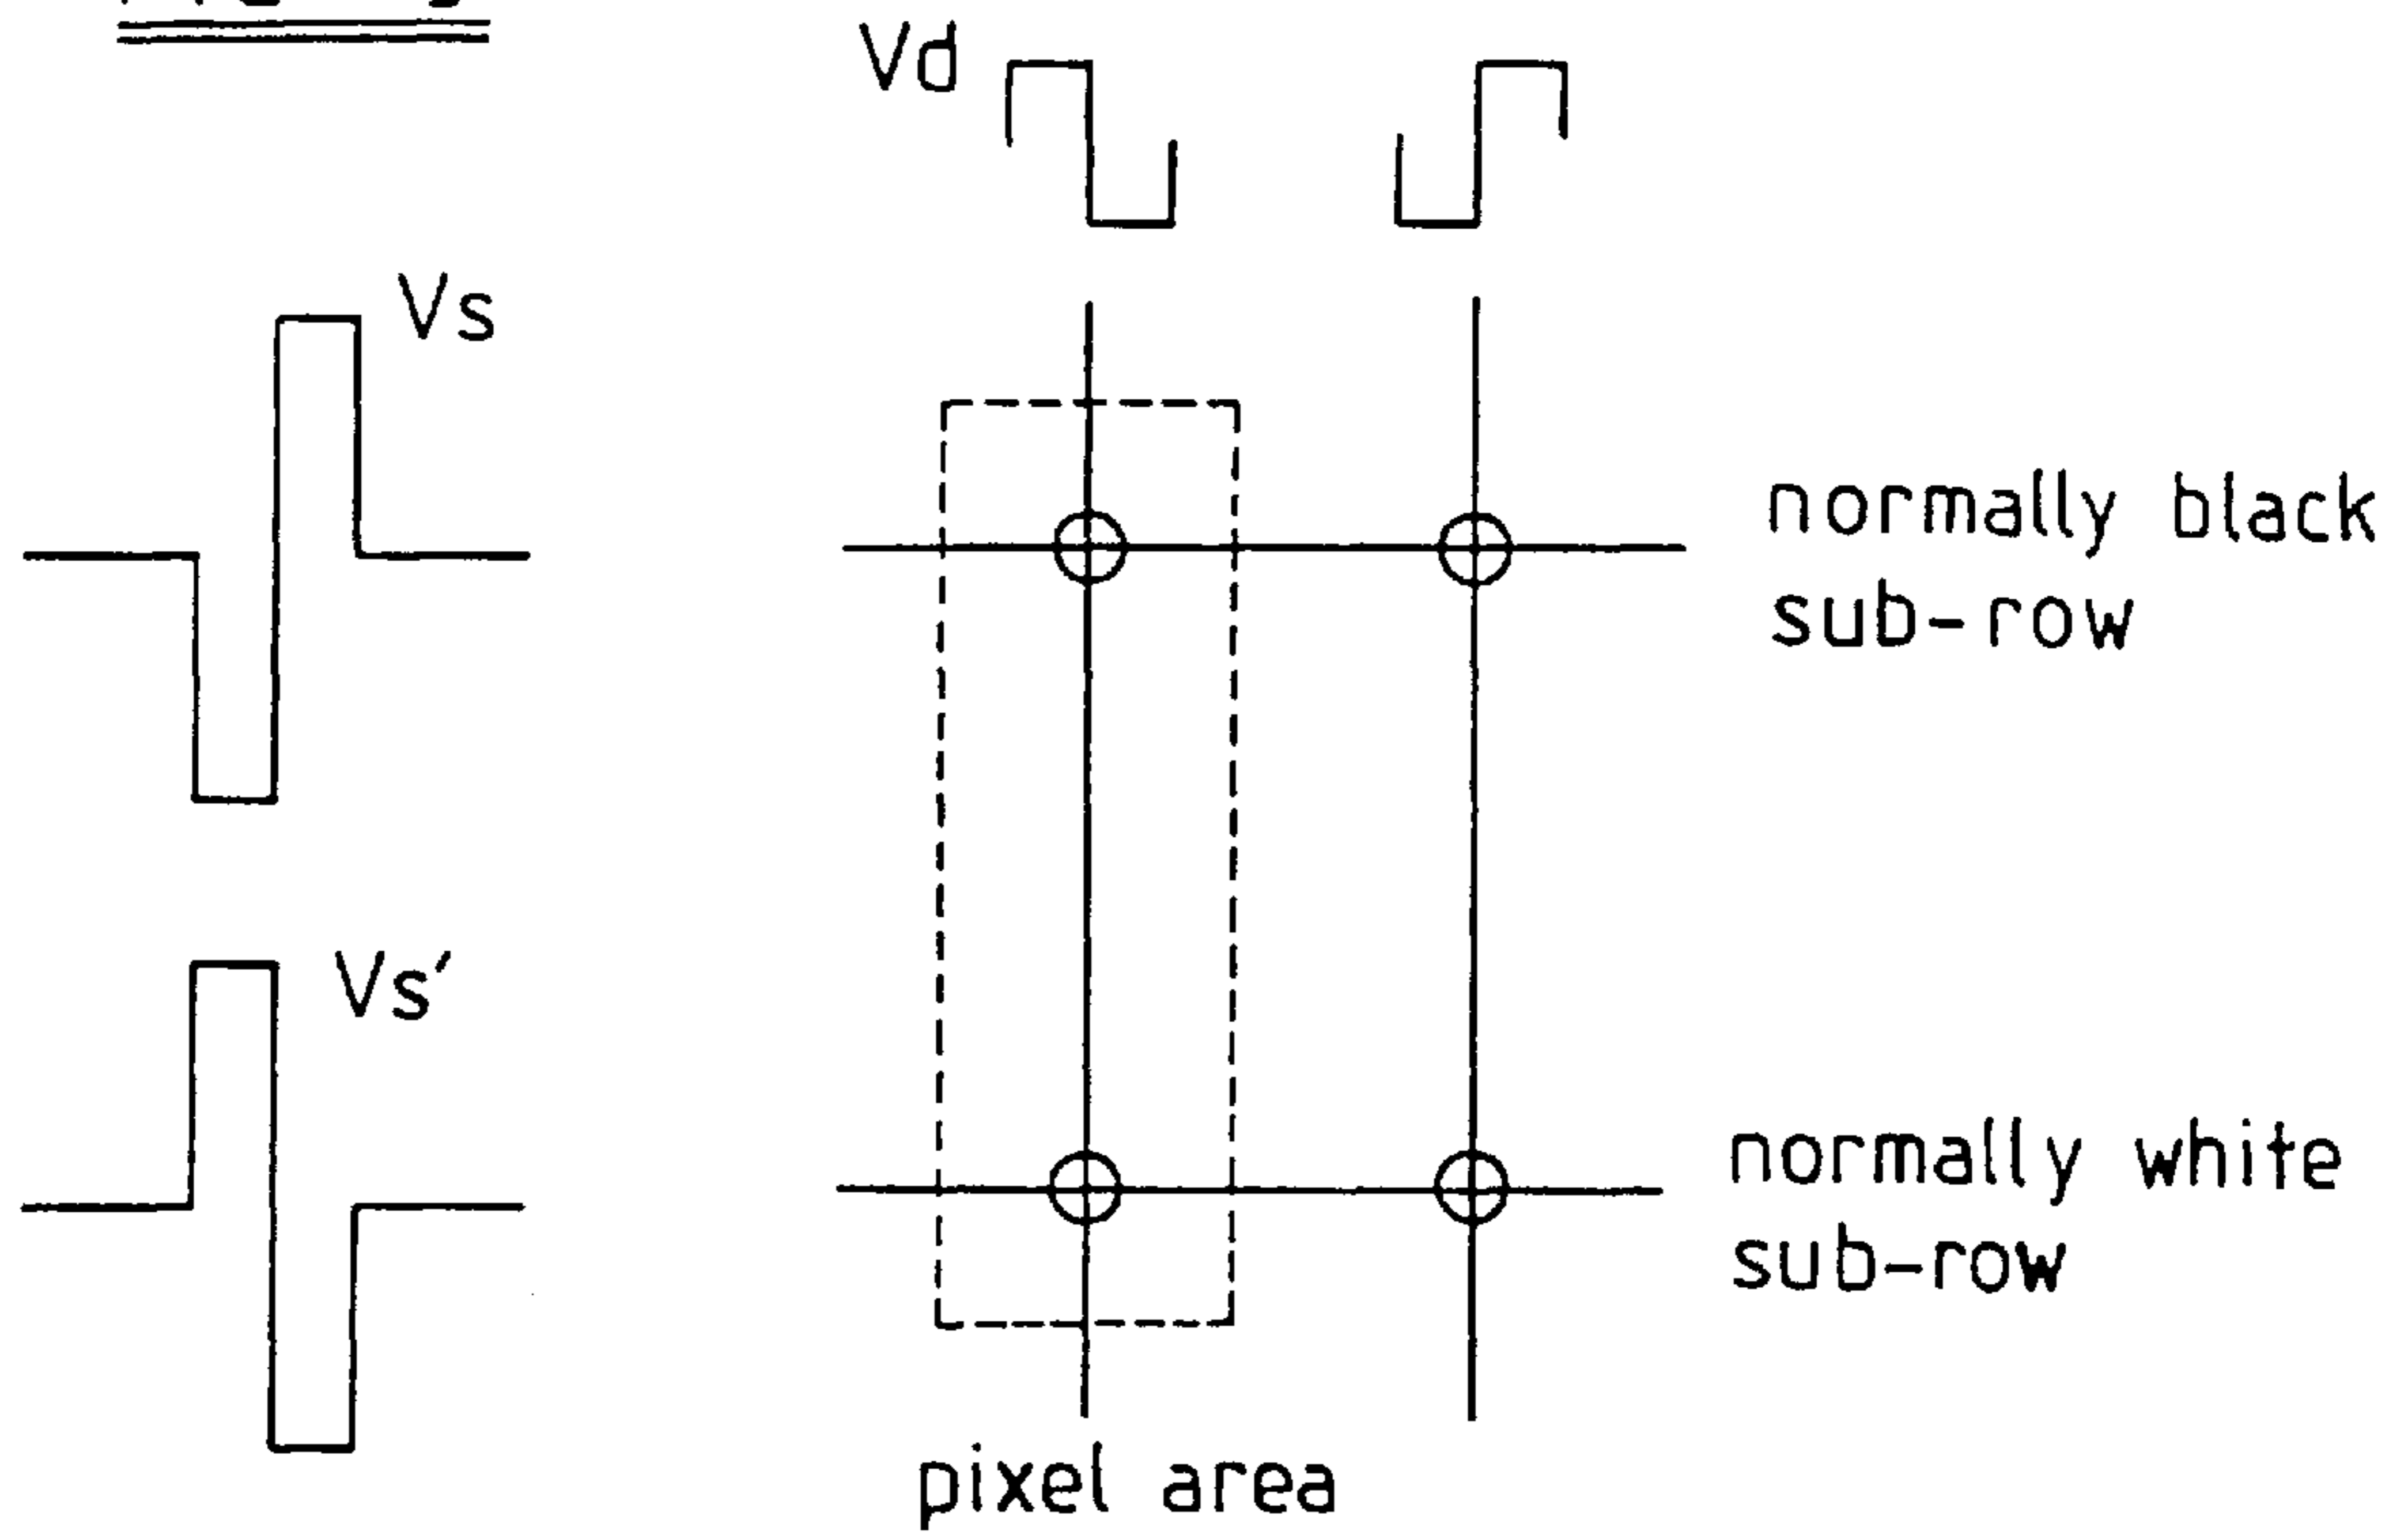 Vd
Vs
normally black
sub-row
Vs′
normally white
sub-row
pixel area